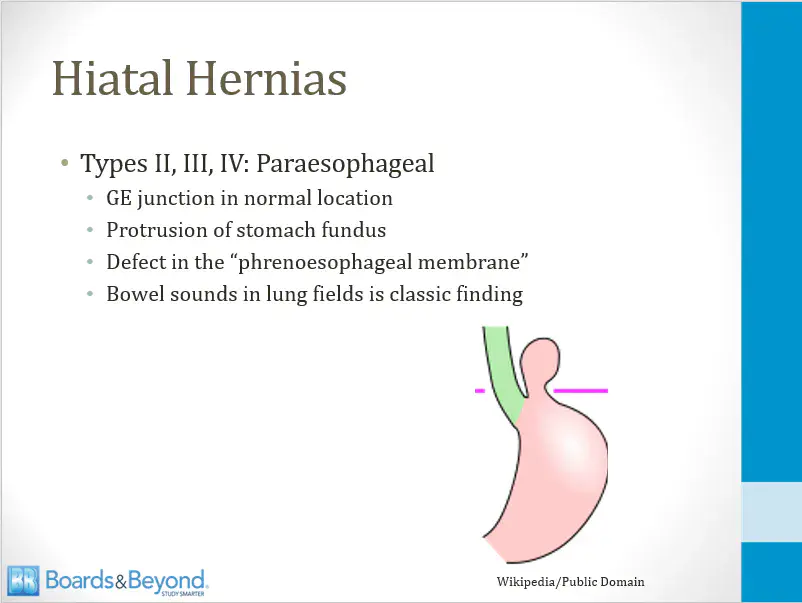 Hiatal Hernias
• Types II, III, IV: Paraesophageal
• GE junction in normal location
• Protrusion of stomach fundus
• Defect in the “phrenoesophageal membrane”
• Bowel sounds in lung fields is classic finding
BB Boards&Beyond.
STUDY SMARTER
Wikipedia/Public Domain